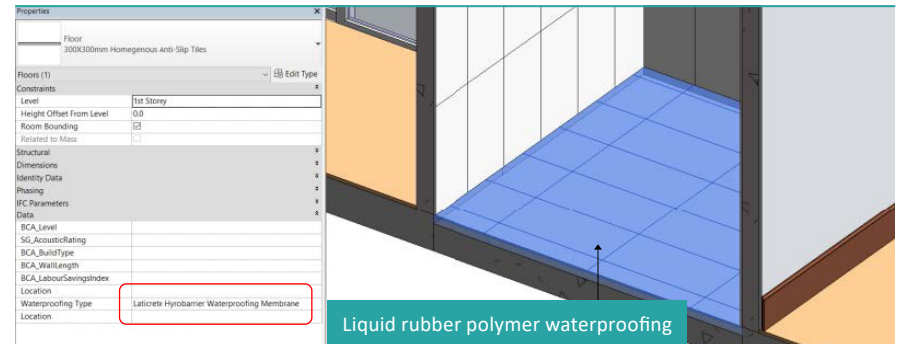 Properties
Floor
300X300mm Homegenous Anti-Slip Tiles
Floors (1)
Edit Type
Constraints
Level 1st Storey
Height Offset From Level 0.0
Room Bounding
Related to Mass
Structural
Dimensions
Identity Data
Phasing
IFC Parameters
Data
BCA_Level
SG_AcousticRating
BCA_BuildType
BCA_WallLength
BCA_LabourSavingsIndex
Location
Waterproofing Type Laticrete Hyrobarrier Waterproofing Membrane
Location
Liquid rubber polymer waterproofing